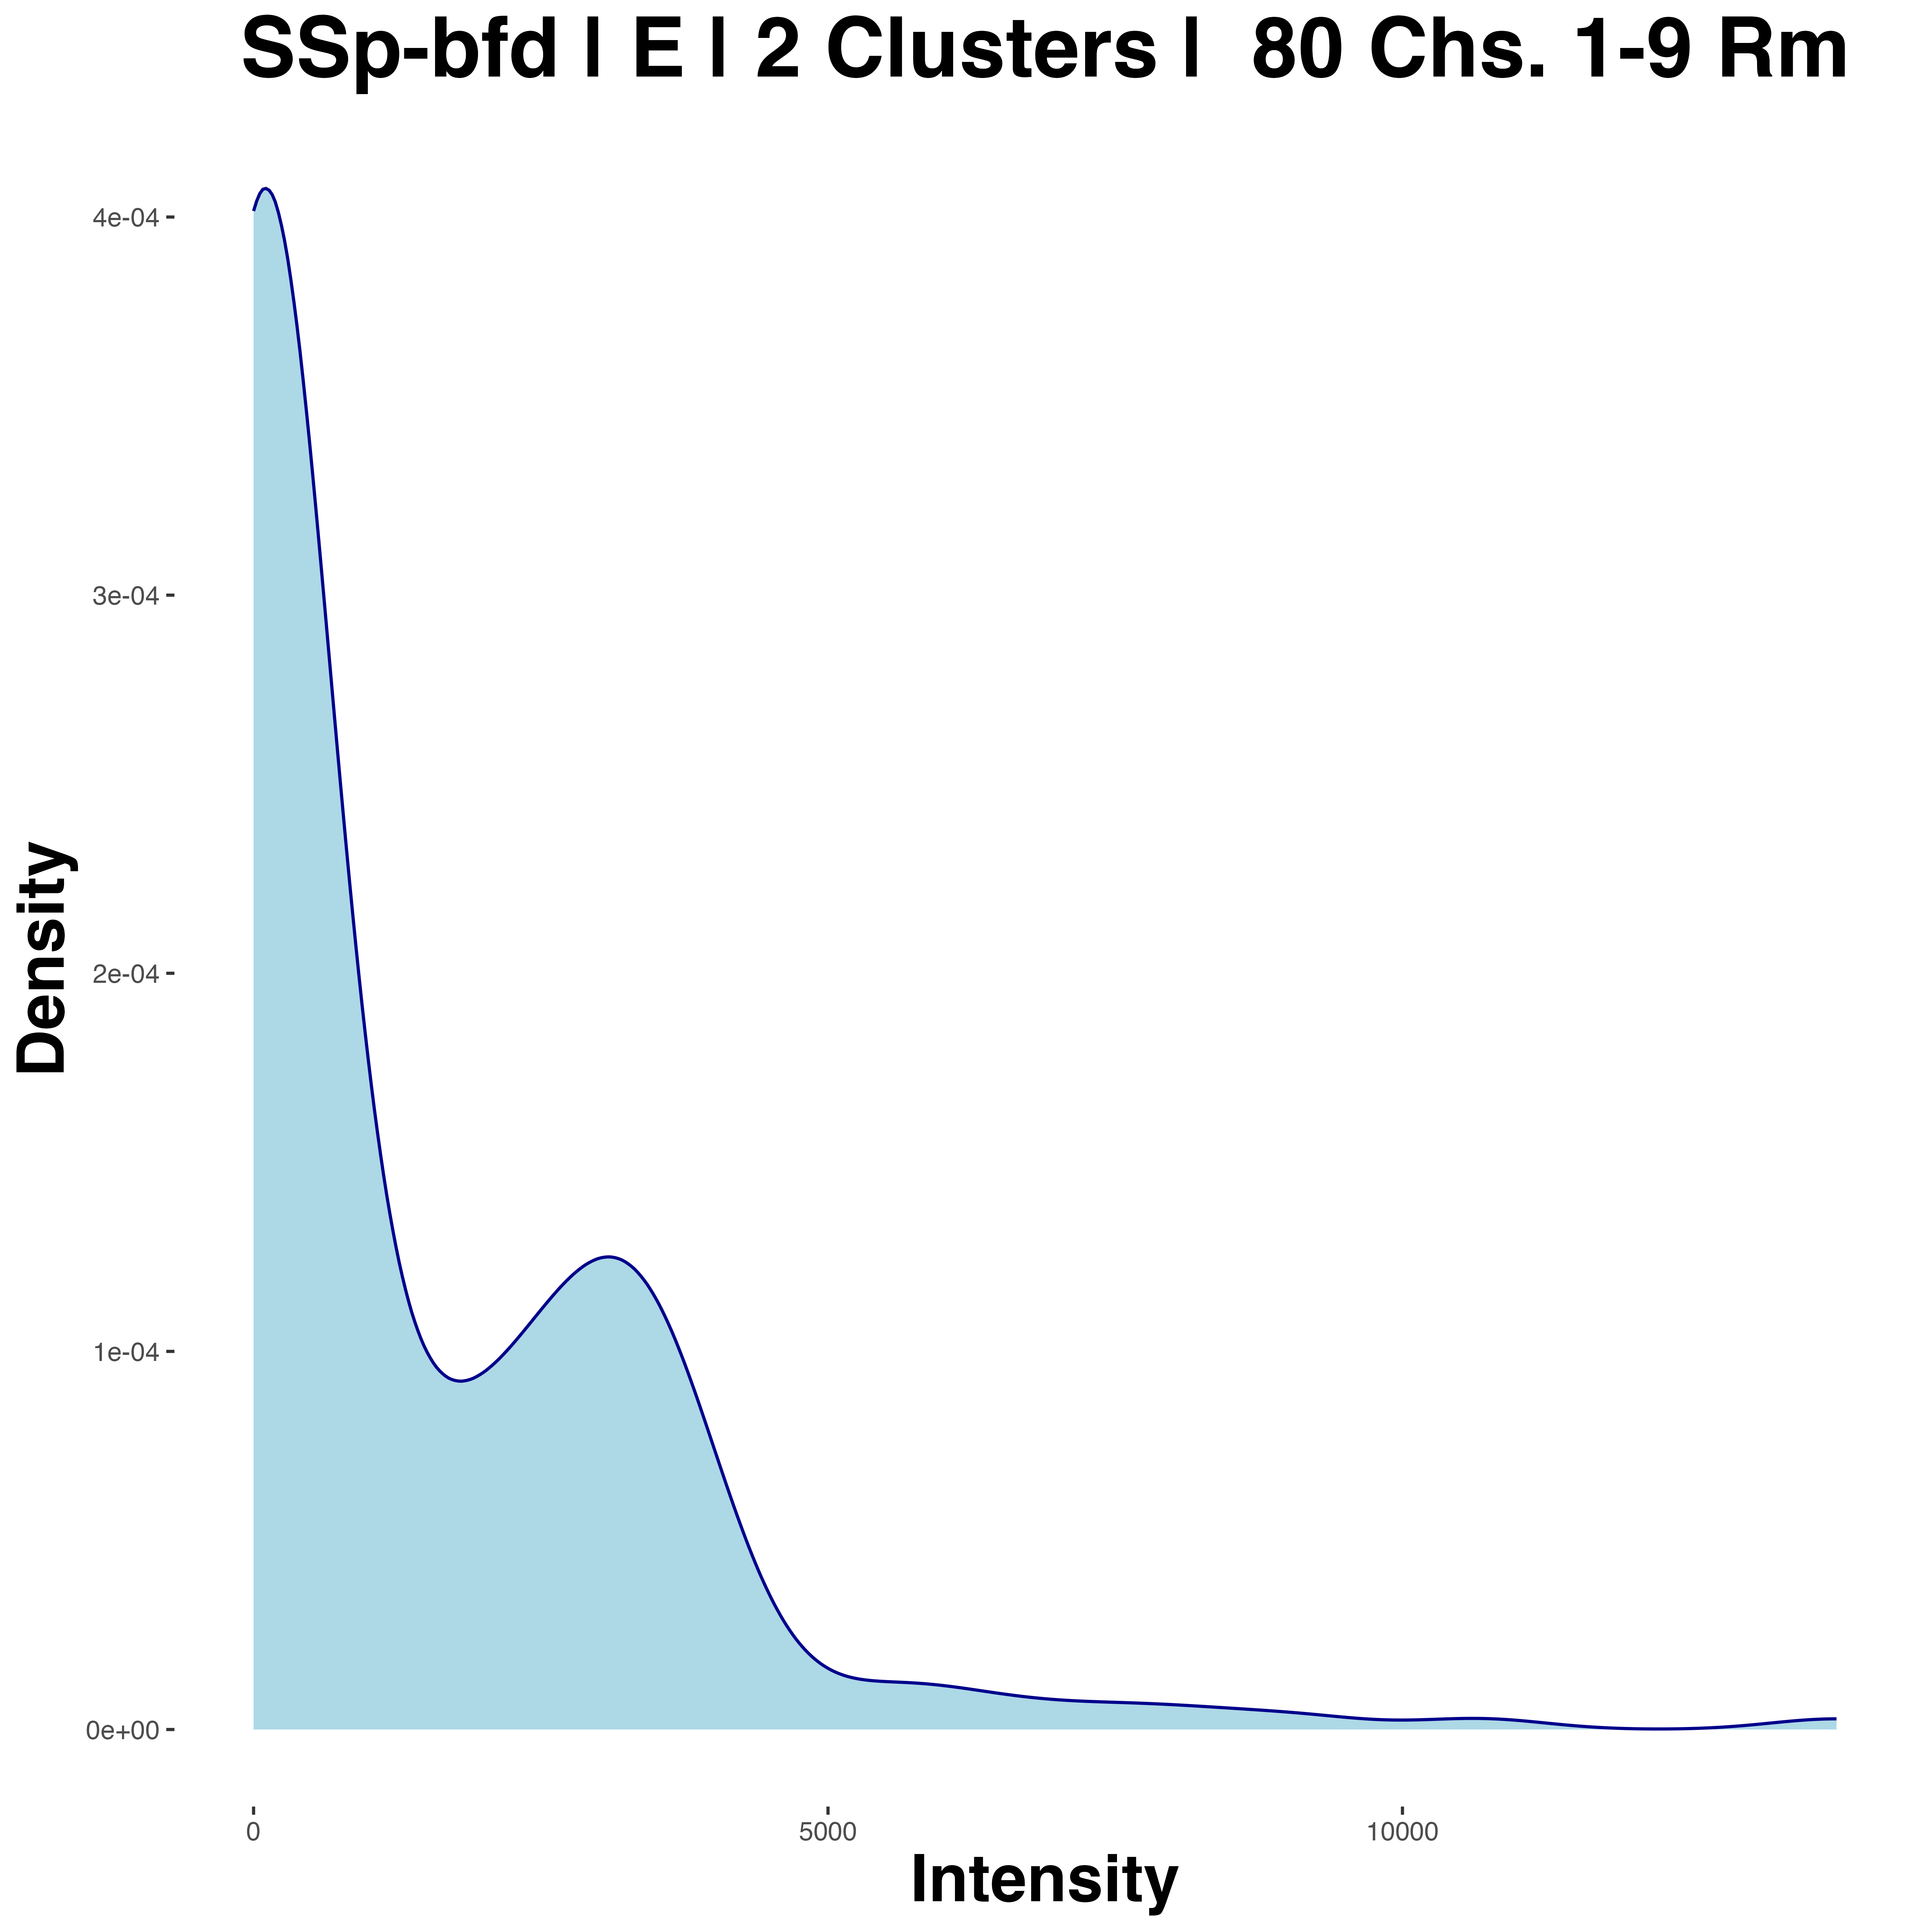 SSp-bfd | E | 2 Clusters |  80 Chs. 1-9 Rm
4e-04
3e-04
2e-04
1e-04
0e+00
Density
0 5000 10000
Intensity